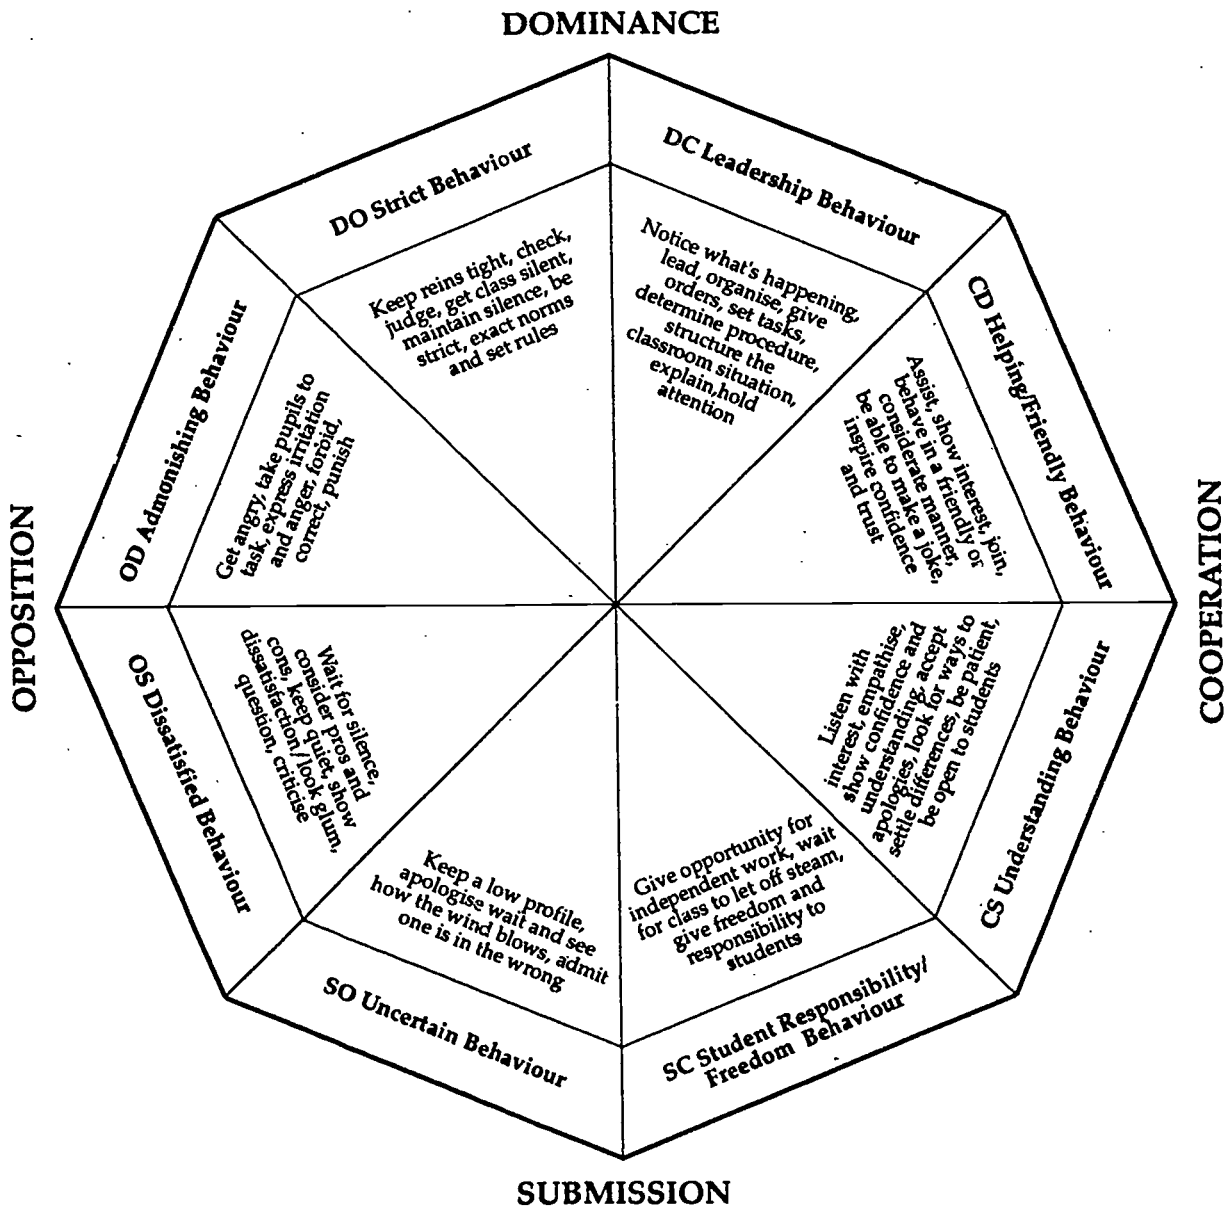 DOMINANCE
DC Leadership Behaviour
Notice what's happening,
lead, organise, give
orders, set tasks,
determine procedure,
structure the
classroom situation,
explain,hold
attention
CD Helping/Friendly Behaviour
Assist, show interest, join,
behave in a friendly or
considerate manner,
be able to make a joke,
inspire confidence
and trust
COOPERATION
CS Understanding Behaviour
Listen with
interest, empathise,
show confidence and
understanding, accept
apologies, look for ways to
settle differences, be patient,
be open to students
SC Student Responsibility/
Freedom Behaviour
Give opportunity for
independent work, wait
for class to let off steam,
give freedom and
responsibility to
students
SUBMISSION
SO Uncertain Behaviour
Keep a low profile,
apologise wait and see
how the wind blows, admit
one is in the wrong
OS Dissatisfied Behaviour
Wait for silence,
consider pros and
cons, keep quiet, show
dissatisfaction/look glum,
question, criticise
OPPOSITION
OD Admonishing Behaviour
Get angry, take pupils to
task, express irritation
and anger, forbid,
correct, punish
DO Strict Behaviour
Keep reins tight, check,
judge, get class silent,
maintain silence, be
strict, exact norms
and set rules